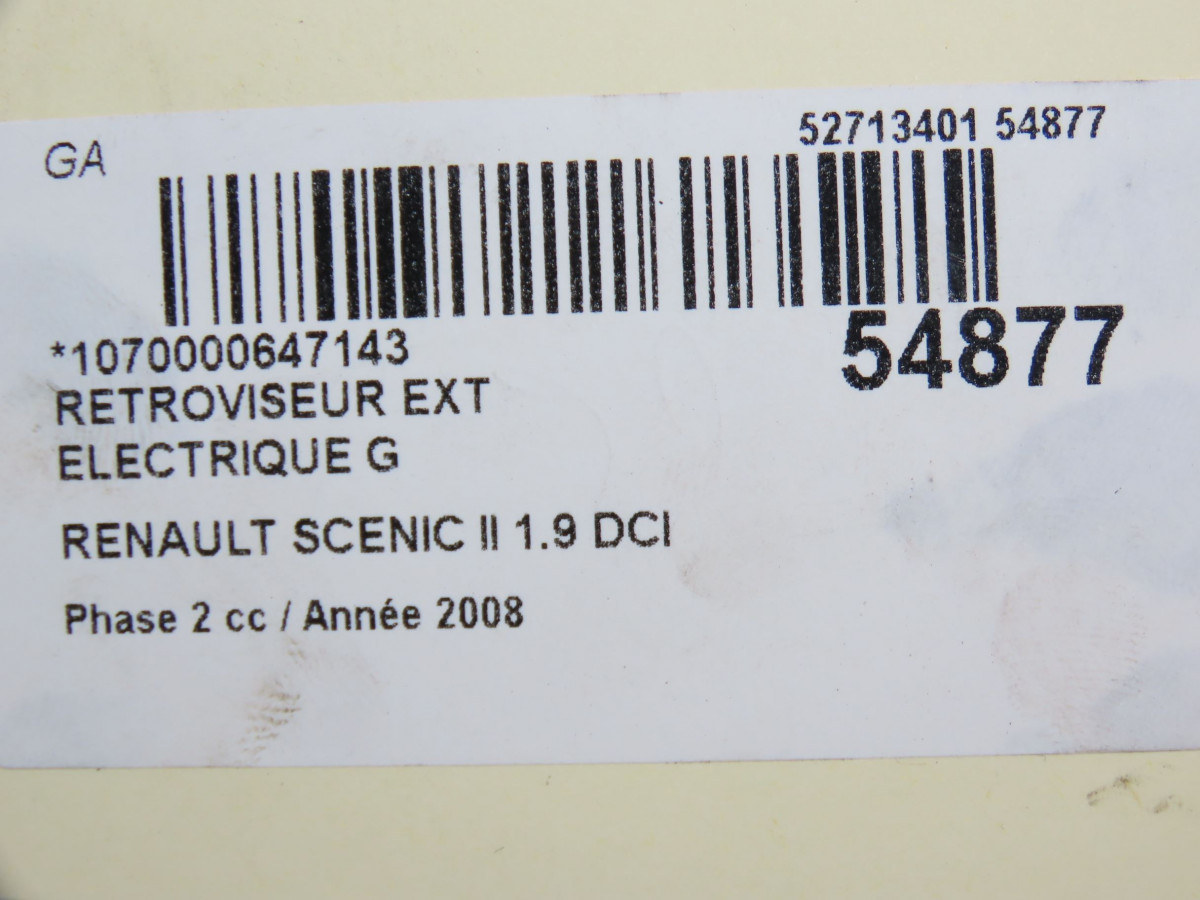 GA
52713401 54877
54877
*1070000647143
RETROVISEUR EXT
ELECTRIQUE G
RENAULT SCENIC II 1.9 DCI
Phase 2 cc / Année 2008